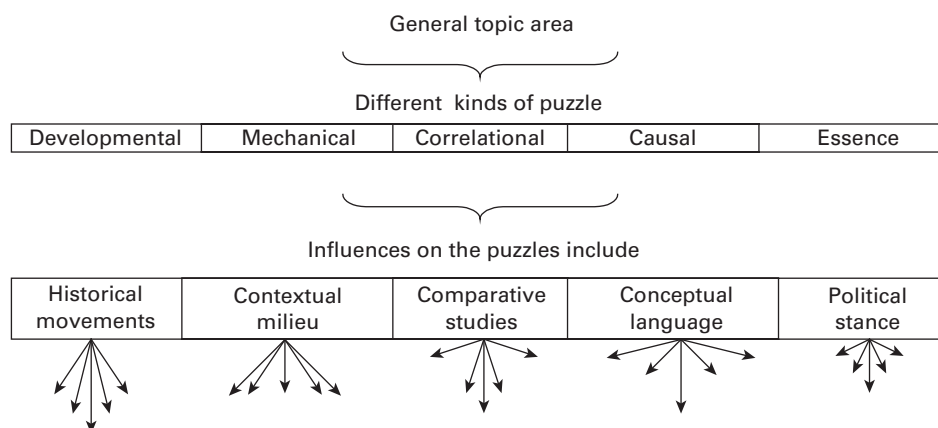 General topic area
Different kinds of puzzle
Developmental Mechanical Correlational Causal Essence
Influences on the puzzles include
Historical movements
Contextual milieu
Comparative studies
Conceptual language
Political stance